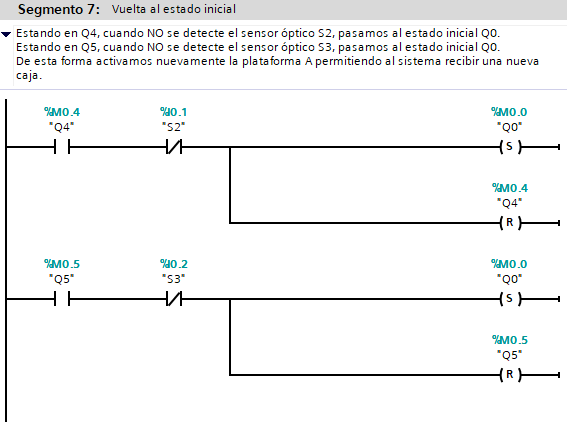 Segmento 7: Vuelta al estado inicial
Estando en Q4, cuando NO se detecte el sensor óptico S2, pasamos al estado inicial Q0.
Estando en Q5, cuando NO se detecte el sensor óptico S3, pasamos al estado inicial Q0.
De esta forma activamos nuevamente la plataforma A permitiendo al sistema recibir una nueva
caja.
%M0.4 %I0.1 %M0.0
"Q4" "S2" "Q0"
S
%M0.4
"Q4"
R
%M0.5 %I0.2 %M0.0
"Q5" "S3" "Q0"
S
%M0.5
"Q5"
R